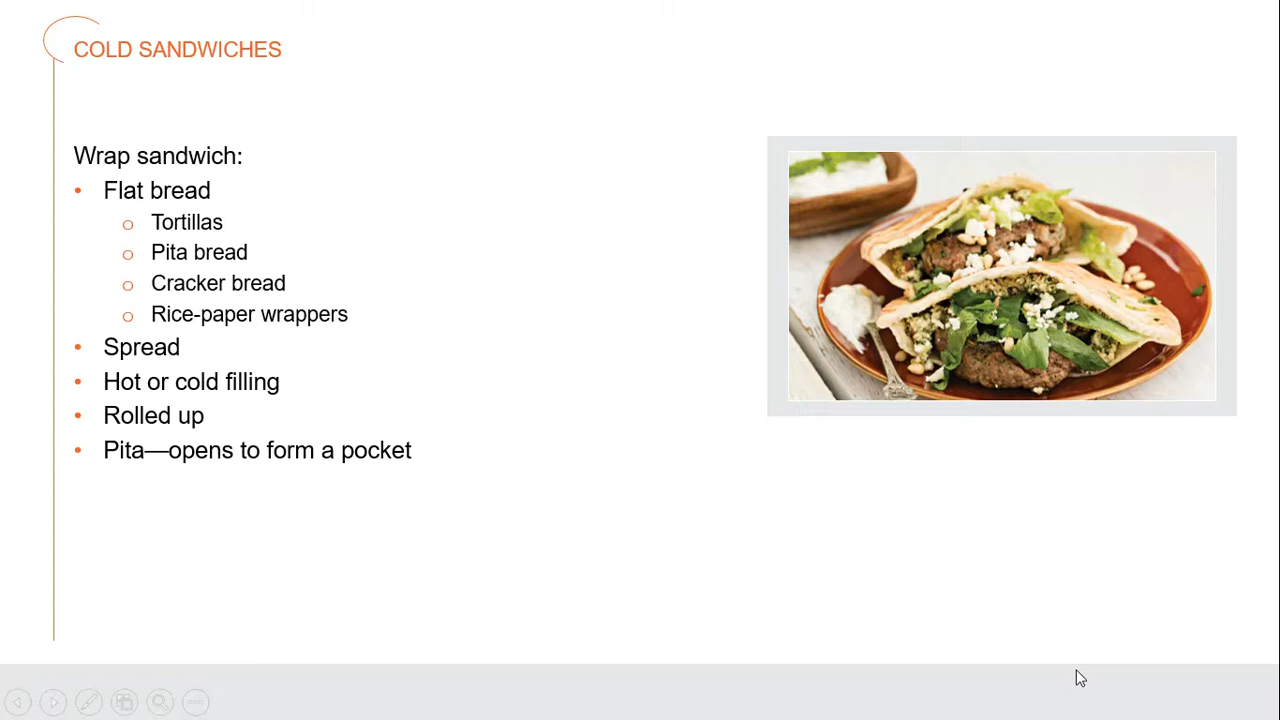 COLD SANDWICHES
Wrap sandwich:
• Flat bread
o Tortillas
o Pita bread
o Cracker bread
o Rice-paper wrappers
• Spread
• Hot or cold filling
• Rolled up
• Pita—opens to form a pocket